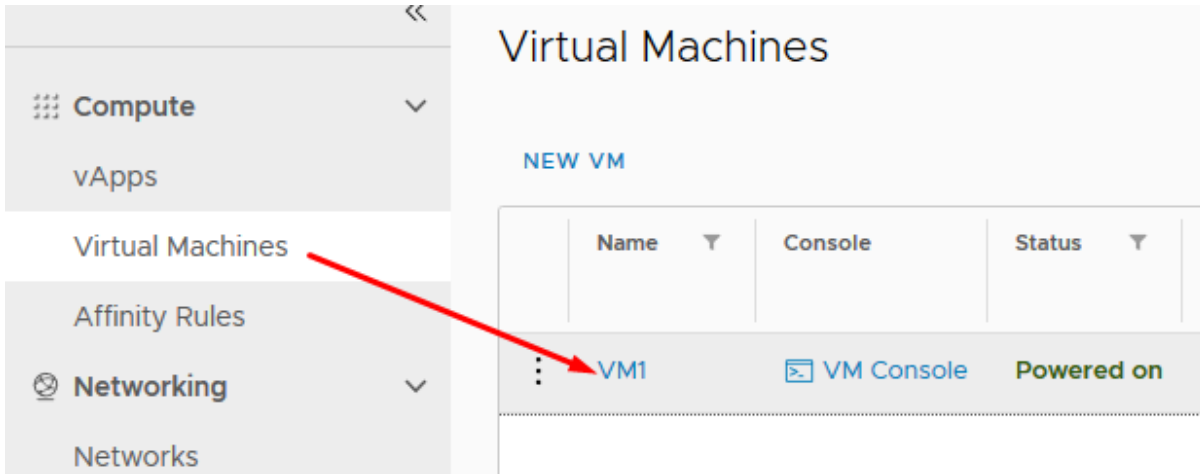 Compute
vApps
Virtual Machines
Affinity Rules
Networking
Networks
Virtual Machines
NEW VM
Name Console Status
VM1 VM Console Powered on